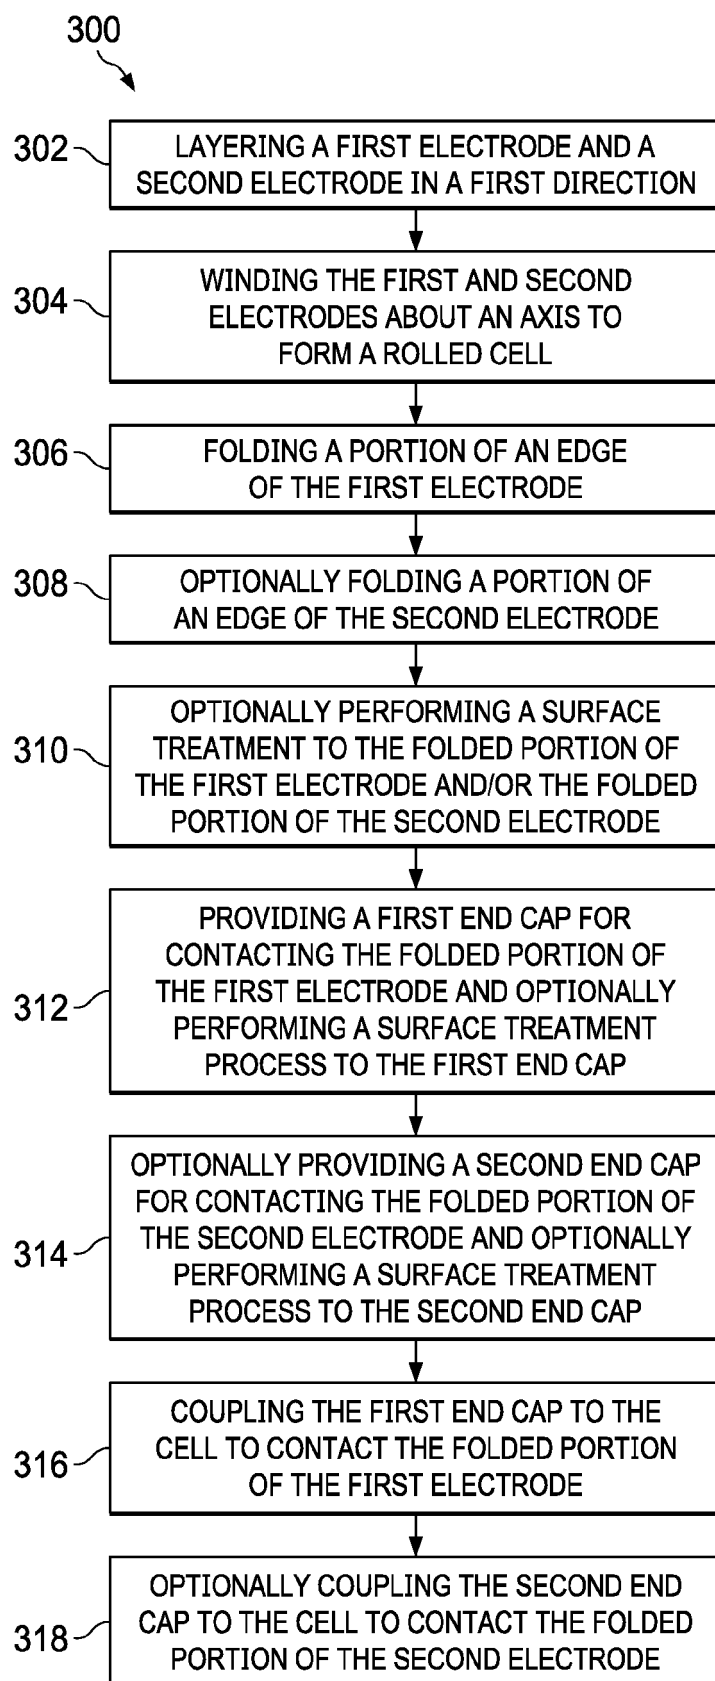 300
302
LAYERING A FIRST ELECTRODE AND A
SECOND ELECTRODE IN A FIRST DIRECTION
304
WINDING THE FIRST AND SECOND
ELECTRODES ABOUT AN AXIS TO
FORM A ROLLED CELL
306
FOLDING A PORTION OF AN EDGE
OF THE FIRST ELECTRODE
308
OPTIONALLY FOLDING A PORTION OF
AN EDGE OF THE SECOND ELECTRODE
310
OPTIONALLY PERFORMING A SURFACE
TREATMENT TO THE FOLDED PORTION OF
THE FIRST ELECTRODE AND/OR THE FOLDED
PORTION OF THE SECOND ELECTRODE
312
PROVIDING A FIRST END CAP FOR
CONTACTING THE FOLDED PORTION OF
THE FIRST ELECTRODE AND OPTIONALLY
PERFORMING A SURFACE TREATMENT
PROCESS TO THE FIRST END CAP
314
OPTIONALLY PROVIDING A SECOND END CAP
FOR CONTACTING THE FOLDED PORTION OF
THE SECOND ELECTRODE AND OPTIONALLY
PERFORMING A SURFACE TREATMENT
PROCESS TO THE SECOND END CAP
316
COUPLING THE FIRST END CAP TO THE
CELL TO CONTACT THE FOLDED PORTION
OF THE FIRST ELECTRODE
318
OPTIONALLY COUPLING THE SECOND END
CAP TO THE CELL TO CONTACT THE FOLDED
PORTION OF THE SECOND ELECTRODE